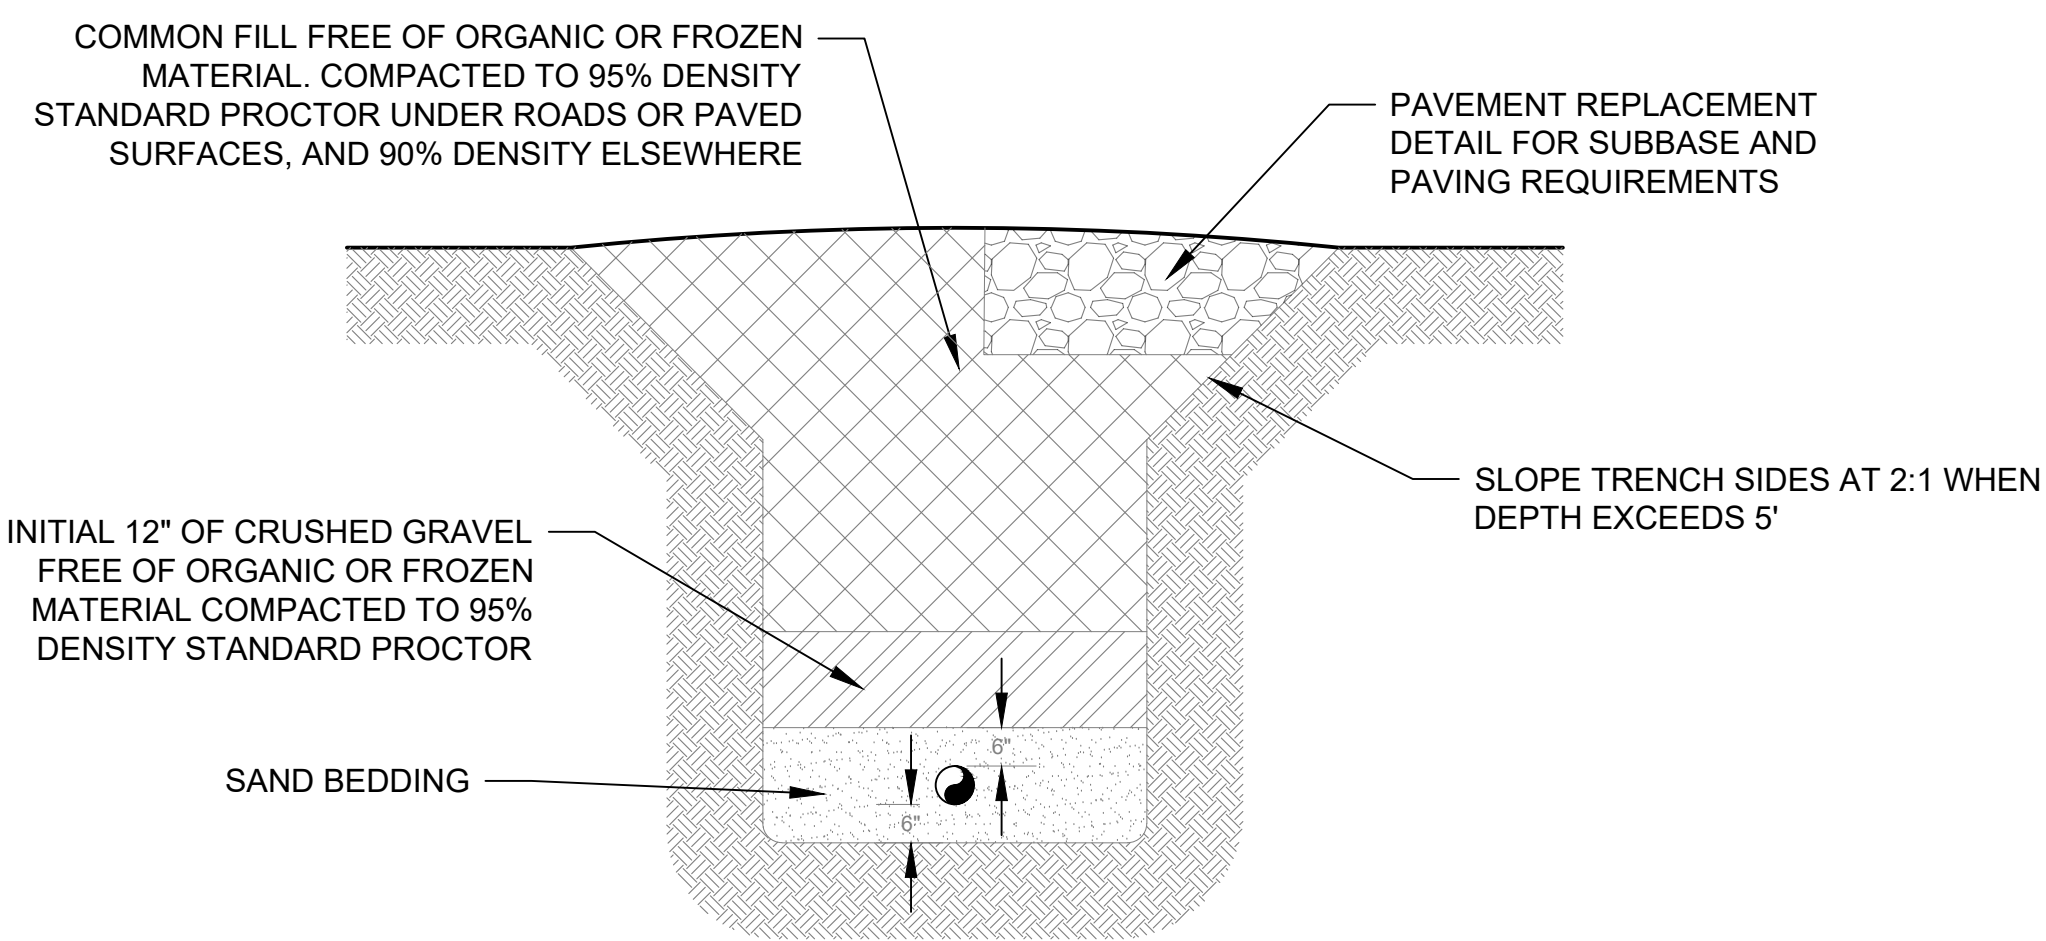 COMMON FILL FREE OF ORGANIC OR FROZEN
MATERIAL. COMPACTED TO 95% DENSITY
STANDARD PROCTOR UNDER ROADS OR PAVED
SURFACES, AND 90% DENSITY ELSEWHERE
PAVEMENT REPLACEMENT
DETAIL FOR SUBBASE AND
PAVING REQUIREMENTS
SLOPE TRENCH SIDES AT 2:1 WHEN
DEPTH EXCEEDS 5'
INITIAL 12" OF CRUSHED GRAVEL
FREE OF ORGANIC OR FROZEN
MATERIAL COMPACTED TO 95%
DENSITY STANDARD PROCTOR
6"
SAND BEDDING
6"